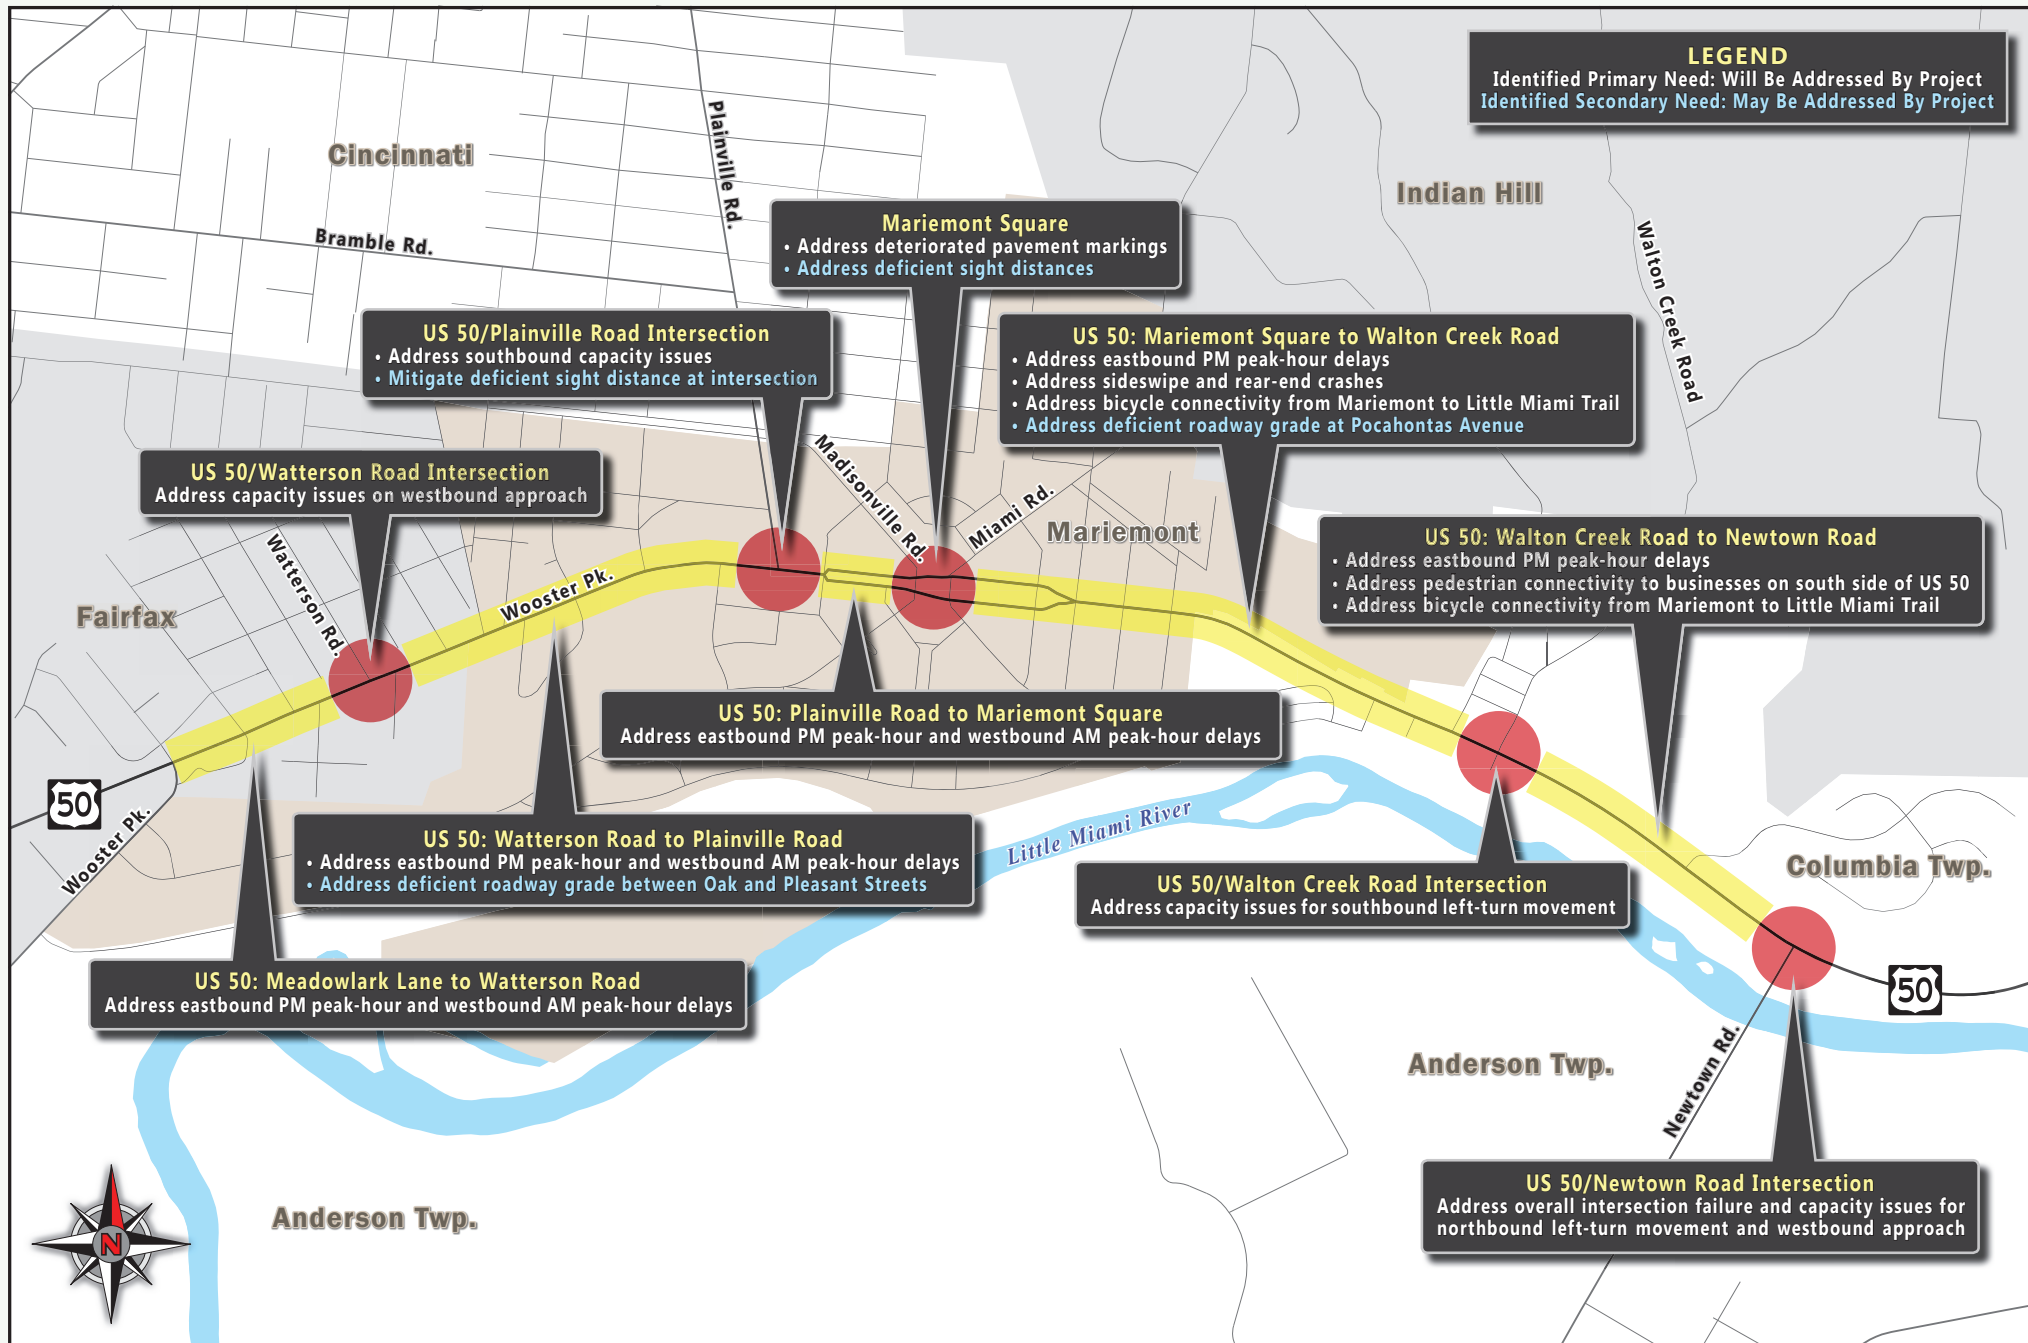 LEGEND
Identified Primary Need: Will Be Addressed By Project
Identified Secondary Need: May Be Addressed By Project
Cincinnati
Plainville Rd.
Indian Hill
Bramble Rd.
Walton Creek Road
Mariemont Square
• Address deteriorated pavement markings
• Address deficient sight distances
US 50/Plainville Road Intersection
• Address southbound capacity issues
• Mitigate deficient sight distance at intersection
US 50: Mariemont Square to Walton Creek Road
• Address eastbound PM peak-hour delays
• Address sideswipe and rear-end crashes
• Address bicycle connectivity from Mariemont to Little Miami Trail
• Address deficient roadway grade at Pocahontas Avenue
US 50/Watterson Road Intersection
Address capacity issues on westbound approach
Madisonville Rd.
Miami Rd.
Mariemont
Watterson Rd.
US 50: Walton Creek Road to Newtown Road
• Address eastbound PM peak-hour delays
• Address pedestrian connectivity to businesses on south side of US 50
• Address bicycle connectivity from Mariemont to Little Miami Trail
Fairfax
Wooster Pk.
US 50: Plainville Road to Mariemont Square
Address eastbound PM peak-hour and westbound AM peak-hour delays
50
Wooster Pk.
Little Miami River
US 50: Watterson Road to Plainville Road
• Address eastbound PM peak-hour and westbound AM peak-hour delays
• Address deficient roadway grade between Oak and Pleasant Streets
Columbia Twp.
US 50/Walton Creek Road Intersection
Address capacity issues for southbound left-turn movement
US 50: Meadowlark Lane to Watterson Road
Address eastbound PM peak-hour and westbound AM peak-hour delays
50
Anderson Twp.
Newtown Rd.
US 50/Newtown Road Intersection
Address overall intersection failure and capacity issues for
northbound left-turn movement and westbound approach
Anderson Twp.
N